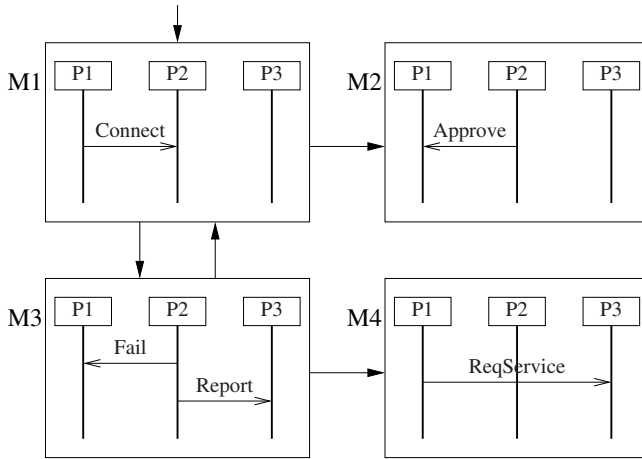 M1 P1 P2 P3
Connect
M2 P1 P2 P3
Approve
M3 P1 P2 P3
Fail
Report
M4 P1 P2 P3
ReqService